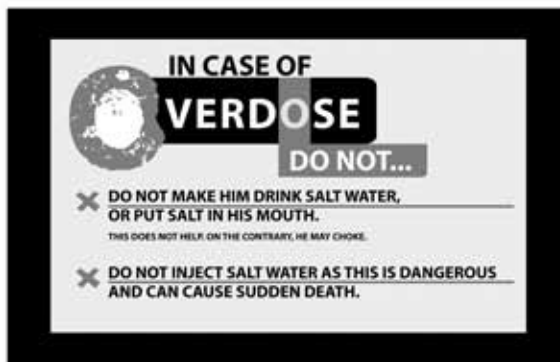 IN CASE OF
OVERDOSE
DO NOT...
DO NOT MAKE HIM DRINK SALT WATER,
OR PUT SALT IN HIS MOUTH.
THIS DOES NOT HELP. ON THE CONTRARY, HE MAY CHOKE.
DO NOT INJECT SALT WATER AS THIS IS DANGEROUS
AND CAN CAUSE SUDDEN DEATH.